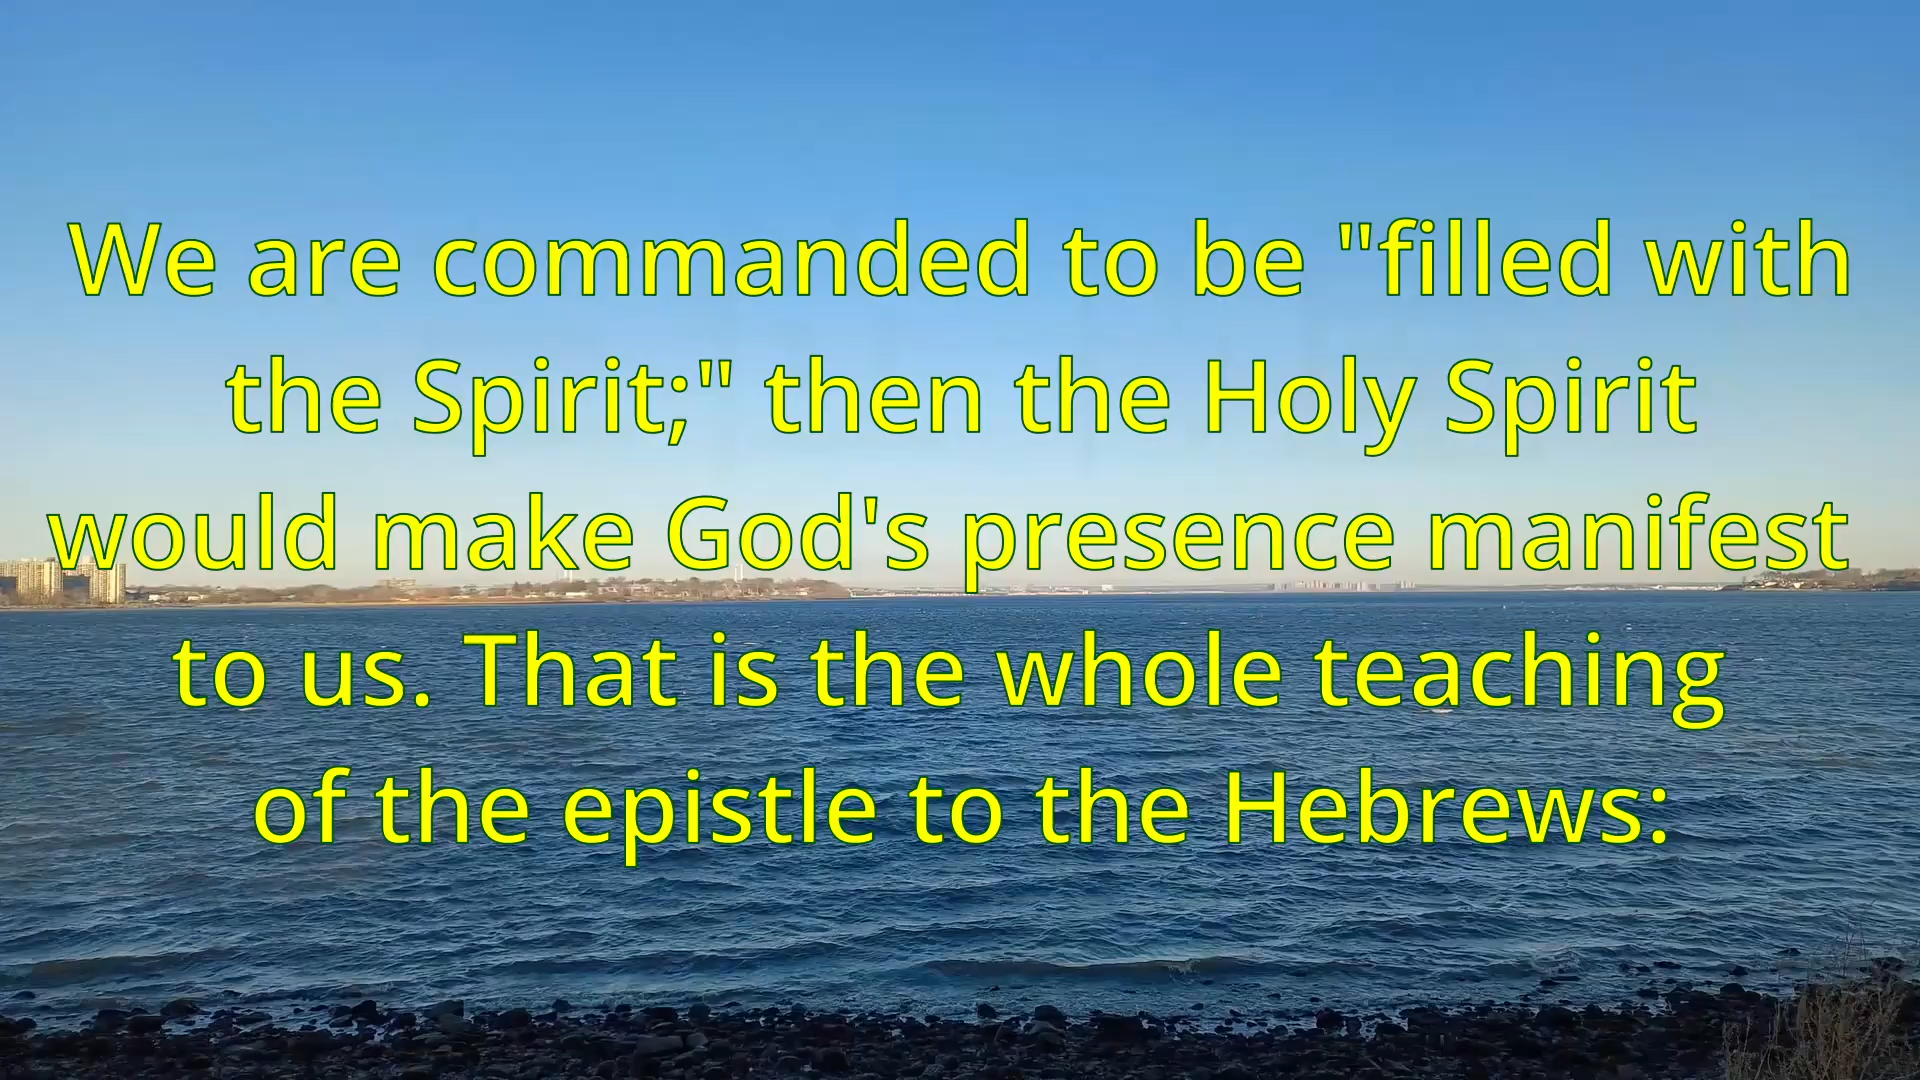 We are commanded to be "filled with
the Spirit;" then the Holy Spirit
would make God's presence manifest
to us. That is the whole teaching
of the epistle to the Hebrews: